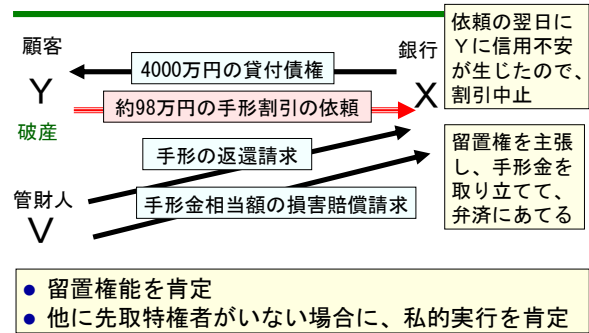 顧客
Y
破産
4000万円の貸付債権
銀行
X
約98万円の手形割引の依頼
依頼の翌日に
Yに信用不安
が生じたので、
割引中止
手形の返還請求
管財人
V
手形金相当額の損害賠償請求
留置権を主張
し、手形金を
取り立てて、
弁済にあてる
● 留置権能を肯定
● 他に先取特権者がいない場合に、私的実行を肯定